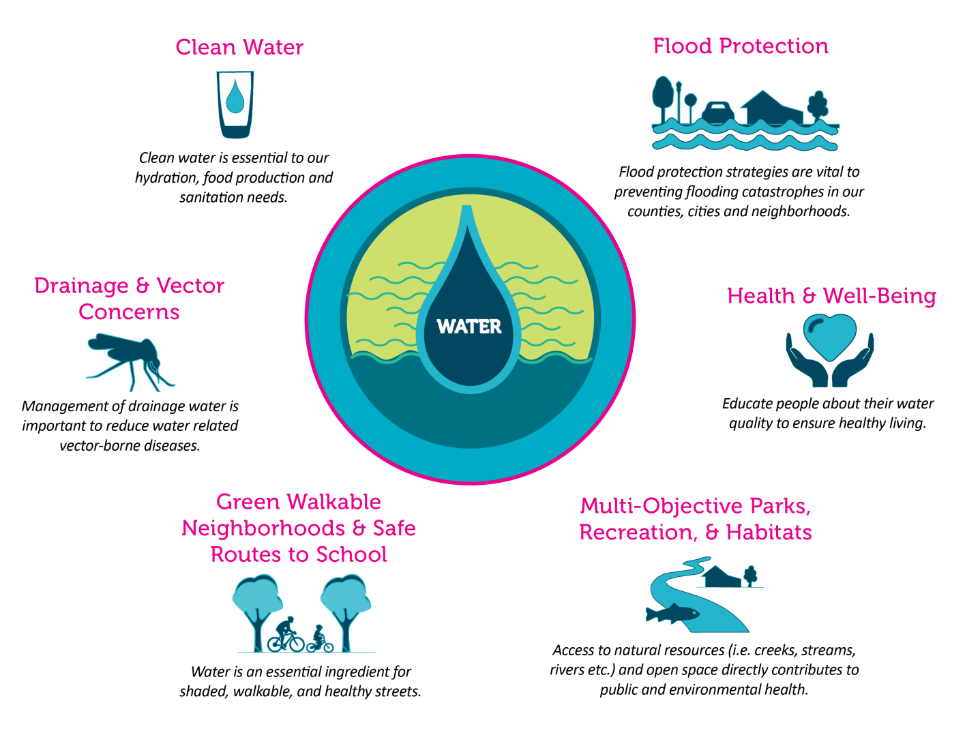 Clean Water
Clean water is essential to our
hydration, food production and
sanitation needs.
Flood Protection
Flood protection strategies are vital to
preventing flooding catastrophes in our
counties, cities and neighborhoods.
WATER
Drainage & Vector
Concerns
Management of drainage water is
important to reduce water related
vector-borne diseases.
Health & Well-Being
Educate people about their water
quality to ensure healthy living.
Green Walkable
Neighborhoods & Safe
Routes to School
Water is an essential ingredient for
shaded, walkable, and healthy streets.
Multi-Objective Parks,
Recreation, & Habitats
Access to natural resources (i.e. creeks, streams,
rivers etc.) and open space directly contributes to
public and environmental health.